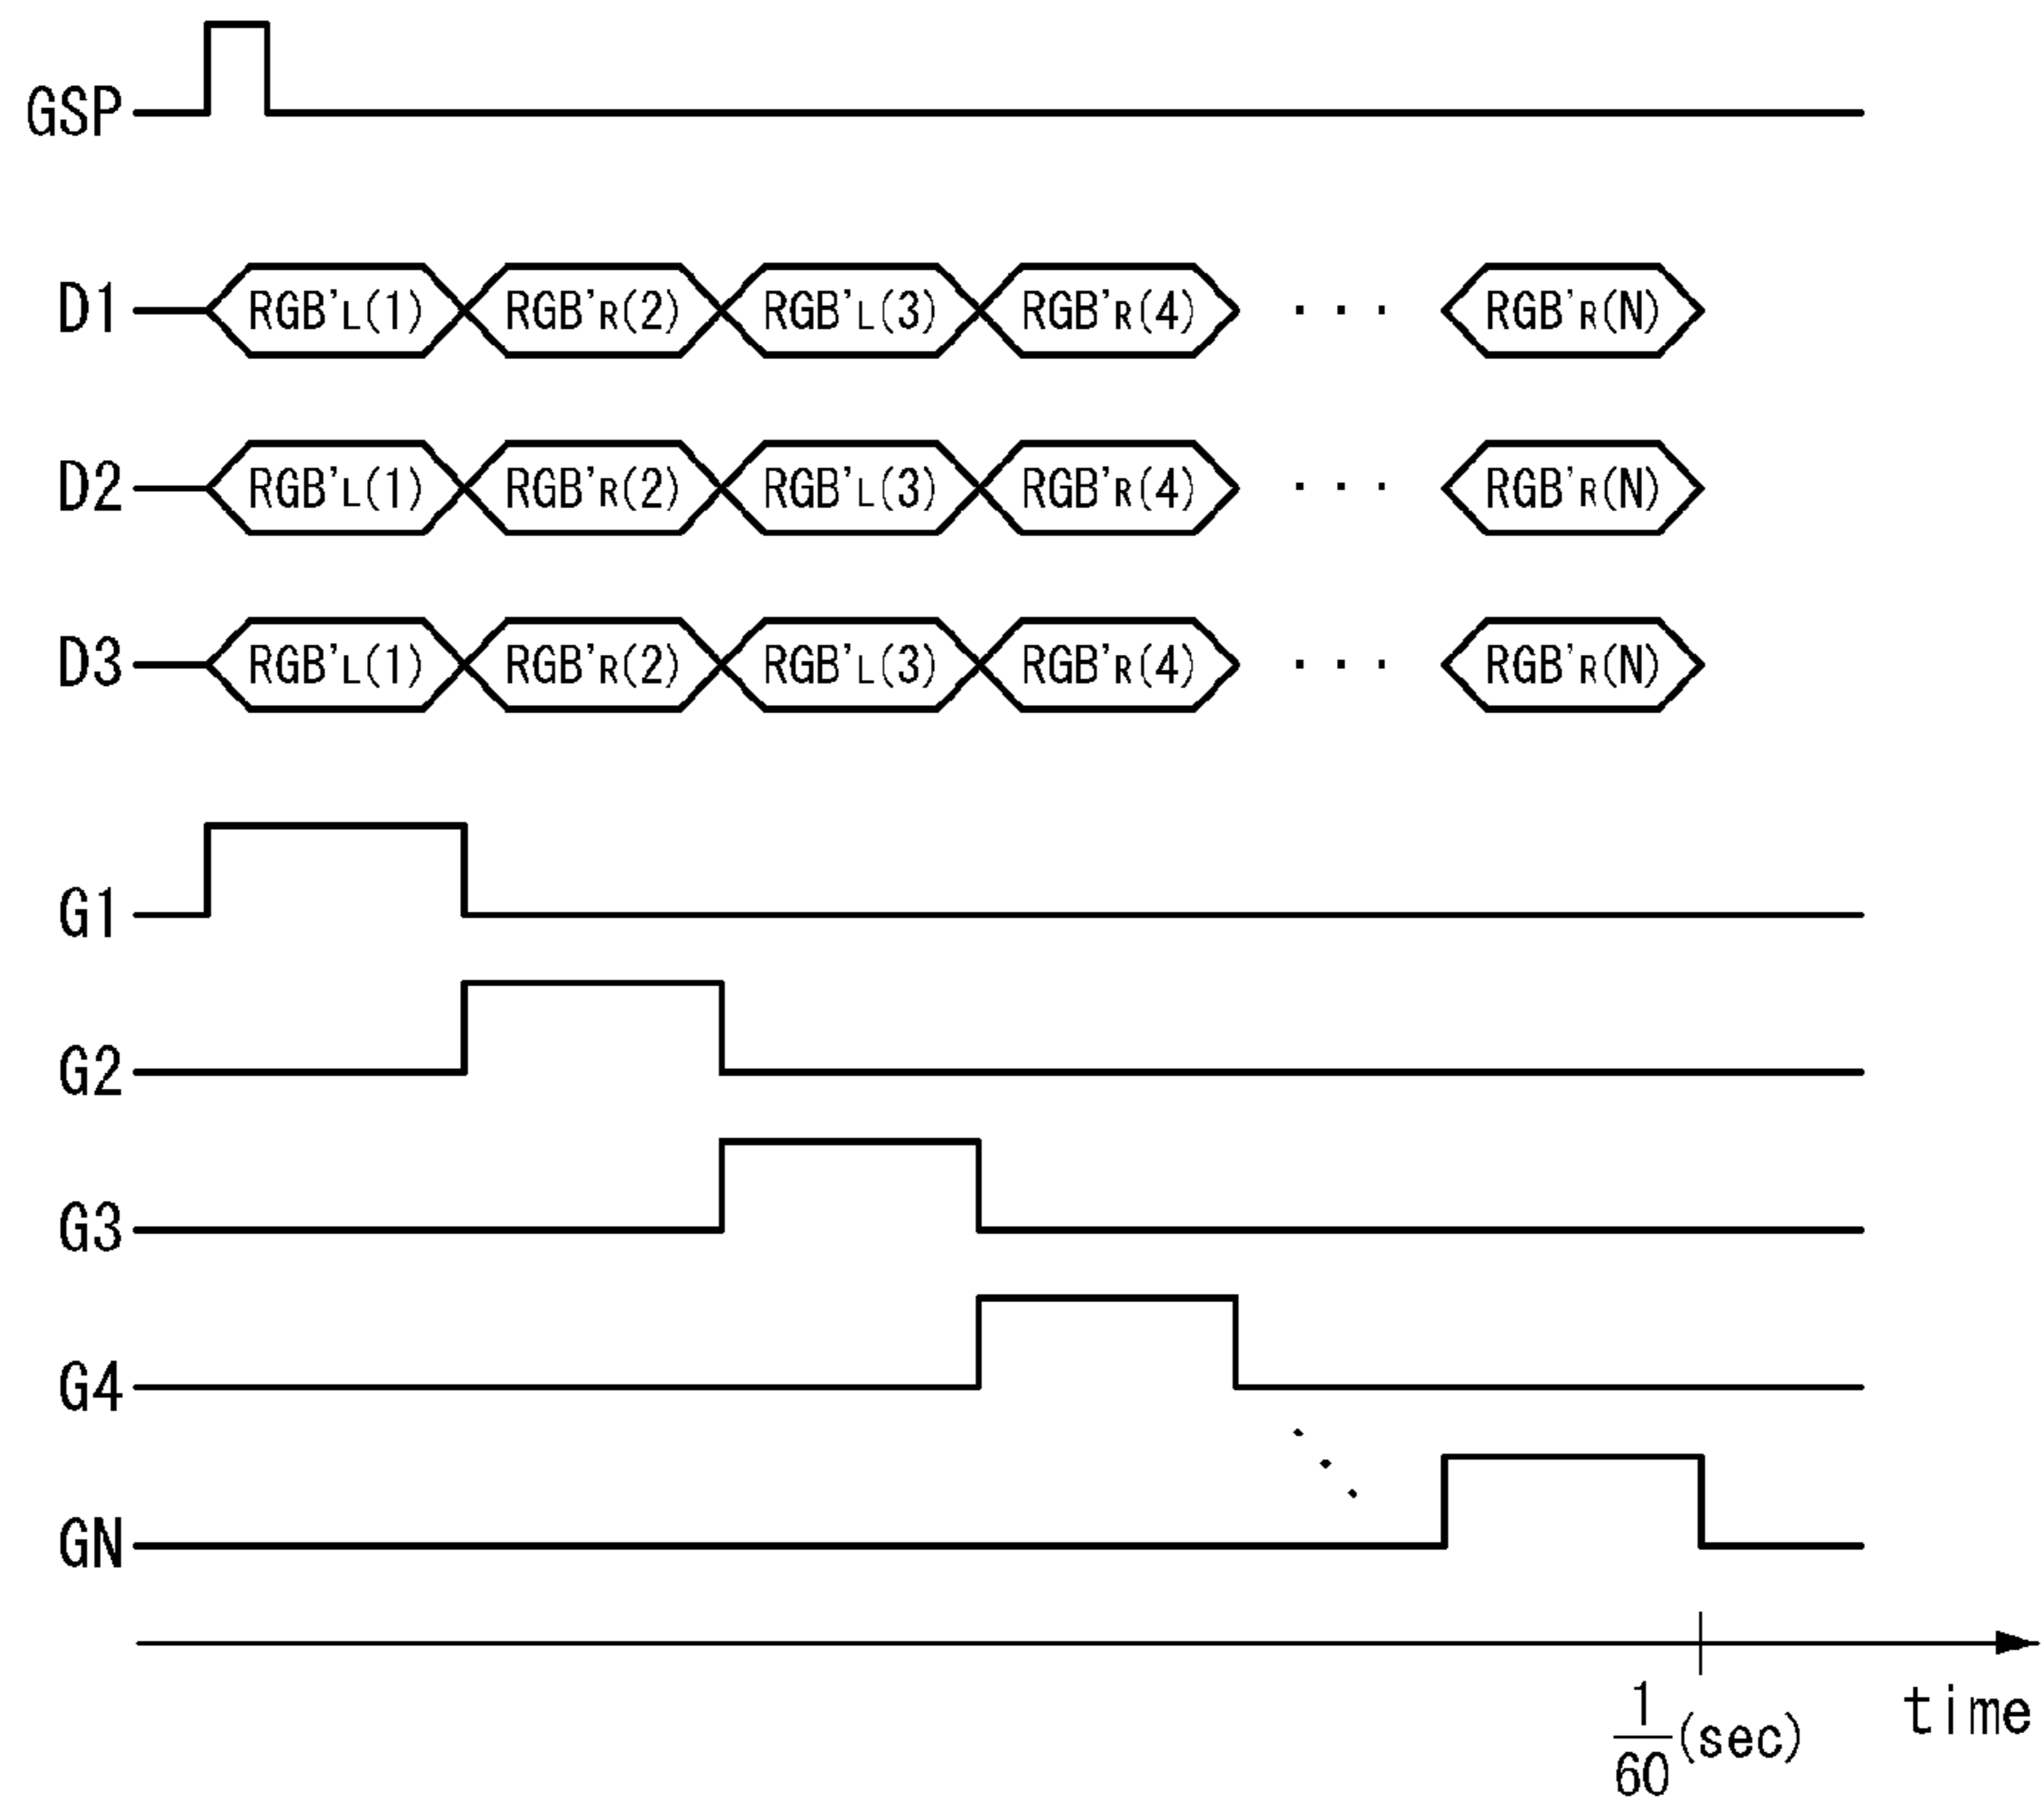 GSP
D1 RGB'L(1) RGB'R(2) RGB'L(3) RGB'R(4) ··· RGB'R(N)
D2 RGB'L(1) RGB'R(2) RGB'L(3) RGB'R(4) ··· RGB'R(N)
D3 RGB'L(1) RGB'R(2) RGB'L(3) RGB'R(4) ··· RGB'R(N)
G1
G2
G3
G4
GN
1/60 (sec) time